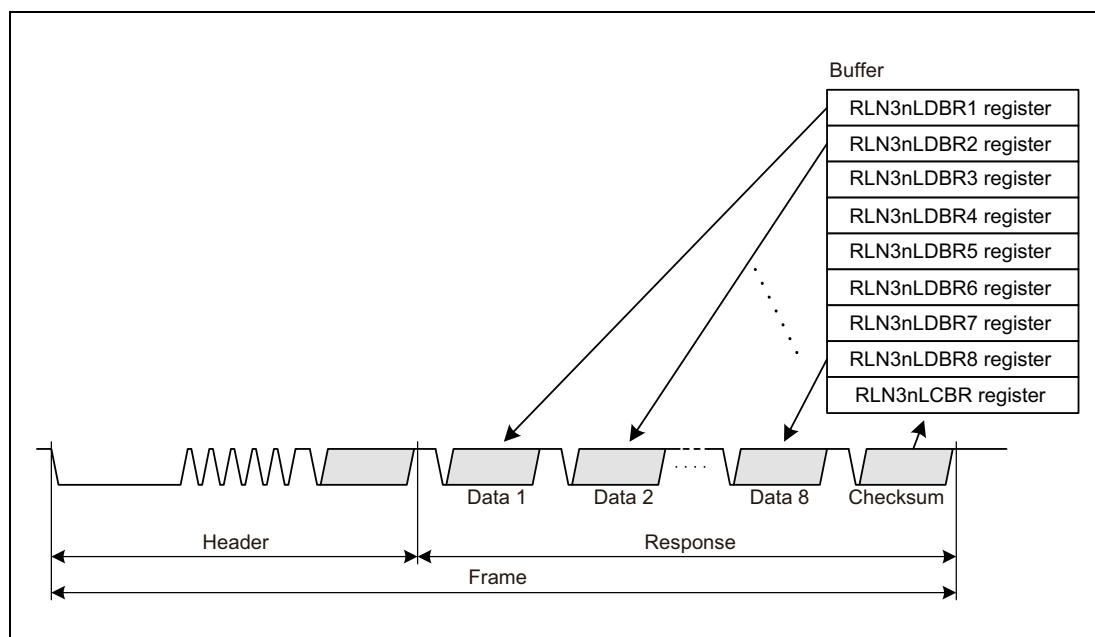 Buffer
RLN3nLDBR1 register
RLN3nLDBR2 register
RLN3nLDBR3 register
RLN3nLDBR4 register
RLN3nLDBR5 register
RLN3nLDBR6 register
RLN3nLDBR7 register
RLN3nLDBR8 register
RLN3nLCBR register
Data 1
Data 2
Data 8
Checksum
Header
Response
Frame